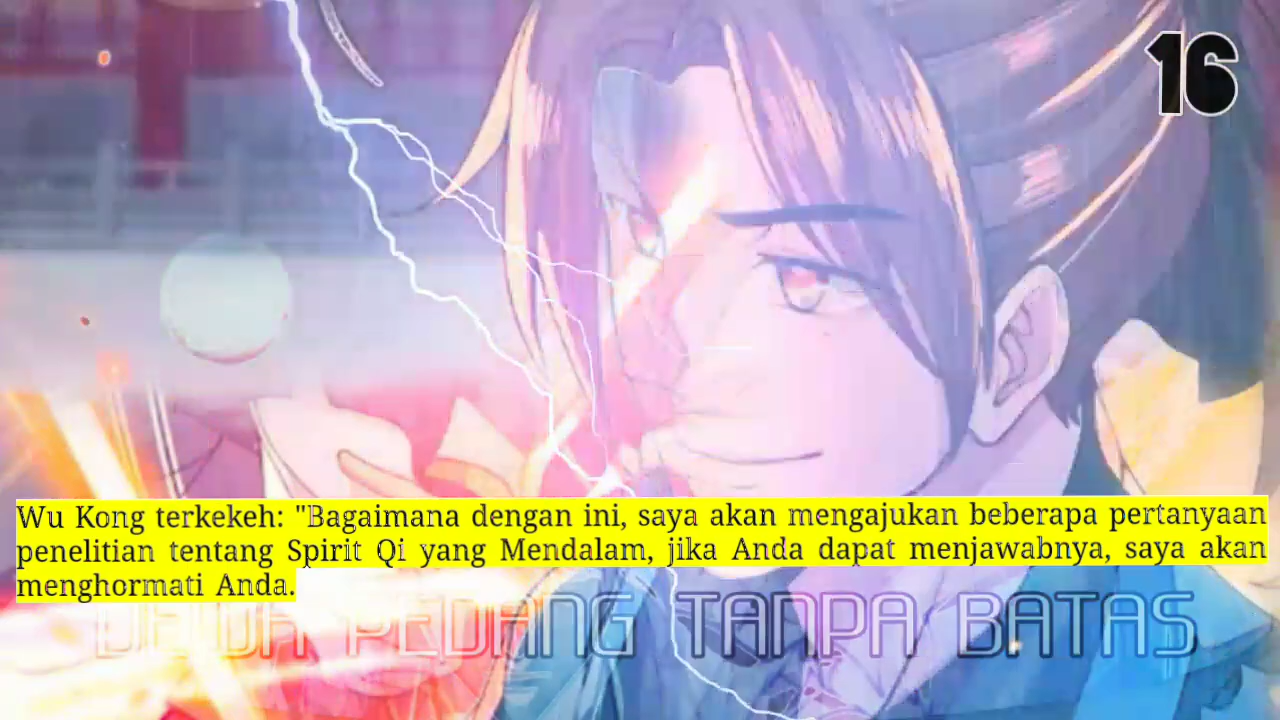 16
Wu Kong terkekeh: "Bagaimana dengan ini, saya akan mengajukan beberapa pertanyaan
penelitian tentang Spirit Qi yang Mendalam, jika Anda dapat menjawabnya, saya akan
menghormati Anda.
DEWA PEDANG TANPA BATAS